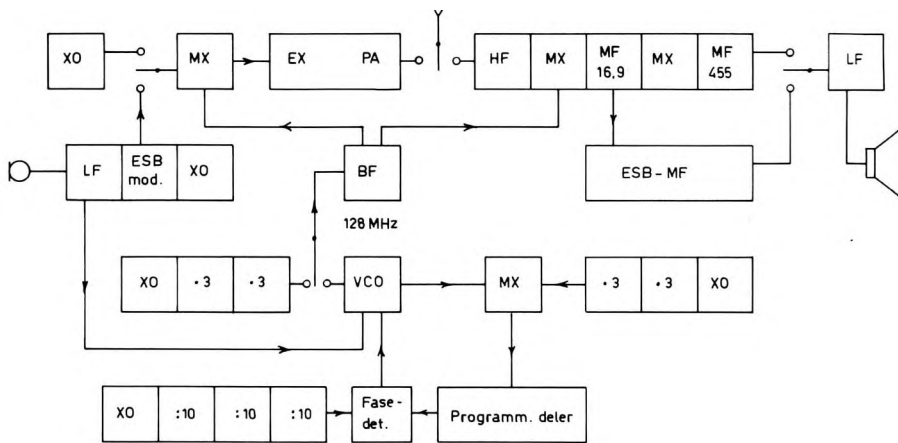 XO
MX
EX PA
HF
MX
MF
16,9
MX
MF
455
LF
LF
ESB
mod.
XO
BF
128 MHz
ESB-MF
XO
·3
·3
VCO
MX
·3
·3
XO
XO
:10
:10
:10
Fase-
det.
Programm. deler